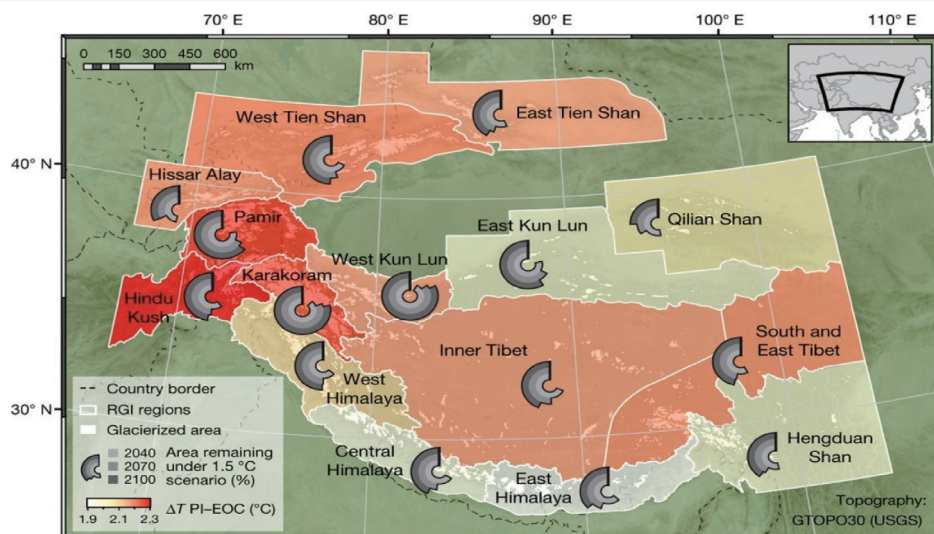 70° E
80° E
90° E
100° E
110° E
0 150 300 450 600
km
East Tien Shan
West Tien Shan
40° N
Hissar Alay
Pamir
East Kun Lun
Qilian Shan
West Kun Lun
Karakoram
Hindu
Kush
South and
East Tibet
Inner Tibet
West
Himalaya
30° N
Country border
RGI regions
Glacierized area
2040
2070
2100
Area remaining
under 1.5 °C
scenario (%)
ΔT PI–EOC (°C)
1.9 2.1 2.3
Central
Himalaya
East
Himalaya
Hengduan
Shan
Topography:
GTOPO30 (USGS)